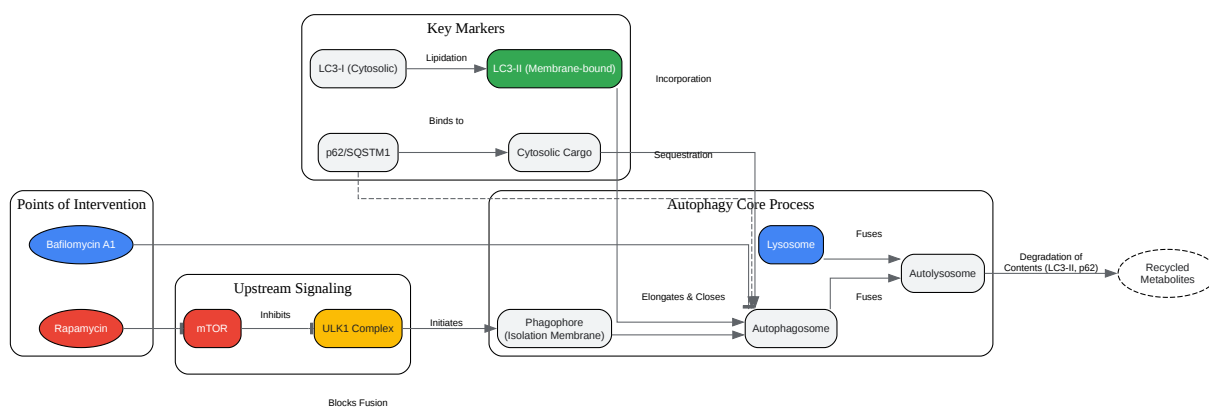 Key Markers
LC3-I (Cytosolic)
Lipidation
LC3-II (Membrane-bound)
Incorporation
Binds to
p62/SQSTM1
Cytosolic Cargo
Sequestration
Points of Intervention
Bafilomycin A1
Rapamycin
Upstream Signaling
mTOR
Inhibits
ULK1 Complex
Initiates
Autophagy Core Process
Lysosome
Fuses
Autolysosome
Degradation of
Contents (LC3-II, p62)
Recycled
Metabolites
Elongates & Closes
Fuses
Phagophore
(Isolation Membrane)
Autophagosome
Blocks Fusion